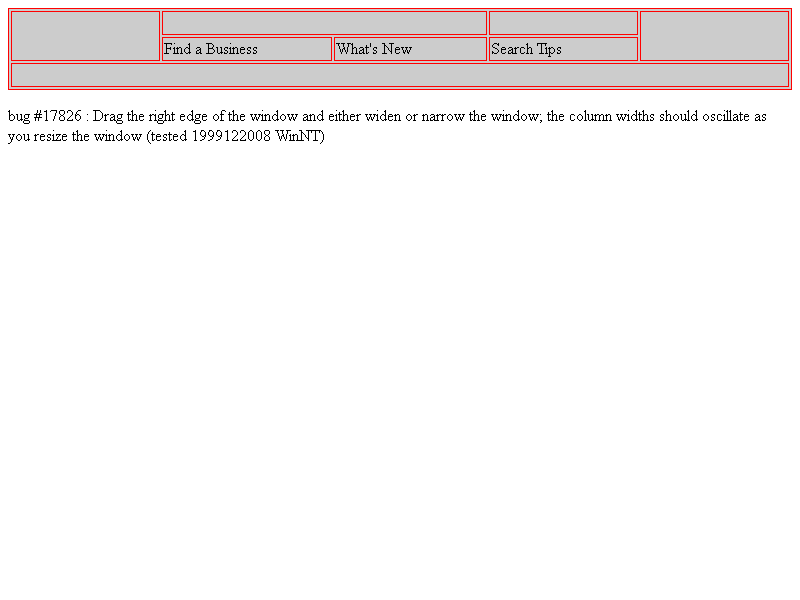 Find a Business What's New Search Tips
bug #17826 : Drag the right edge of the window and either widen or narrow the window; the column widths should oscillate as
you resize the window (tested 1999122008 WinNT)